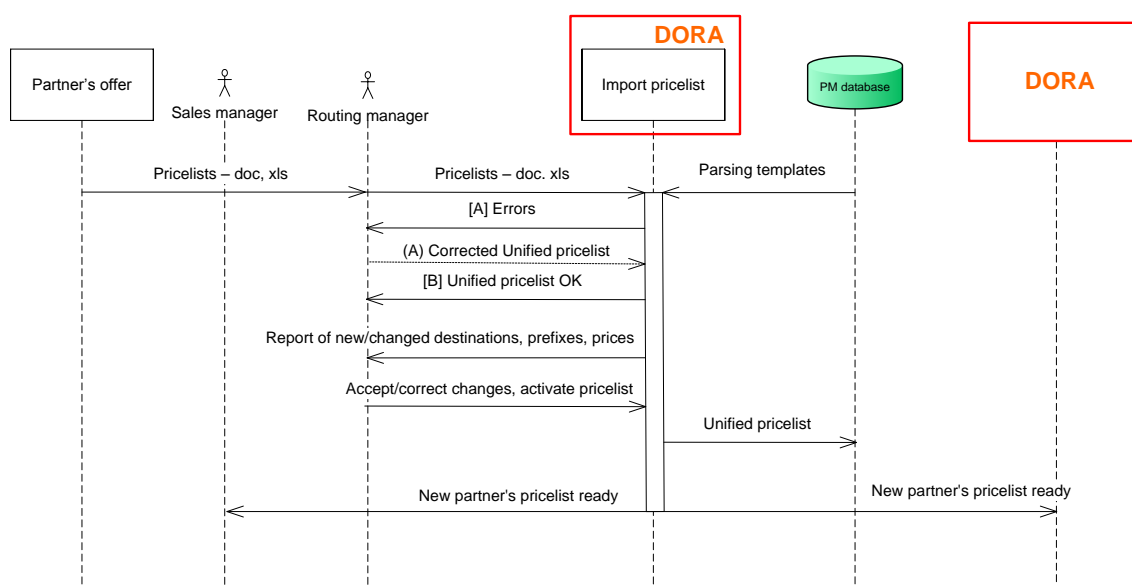 DORA
Partner's offer
Sales manager
Routing manager
Import pricelist
PM database
DORA
Pricelists – doc, xls
Pricelists – doc. xls
Parsing templates
[A] Errors
(A) Corrected Unified pricelist
[B] Unified pricelist OK
Report of new/changed destinations, prefixes, prices
Accept/correct changes, activate pricelist
Unified pricelist
New partner's pricelist ready
New partner's pricelist ready